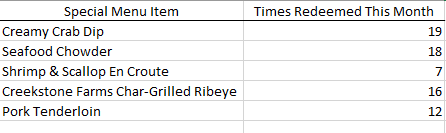 Special Menu Item Times Redeemed This Month
Creamy Crab Dip 19
Seafood Chowder 18
Shrimp & Scallop En Croute 7
Creekstone Farms Char-Grilled Ribeye 16
Pork Tenderloin 12